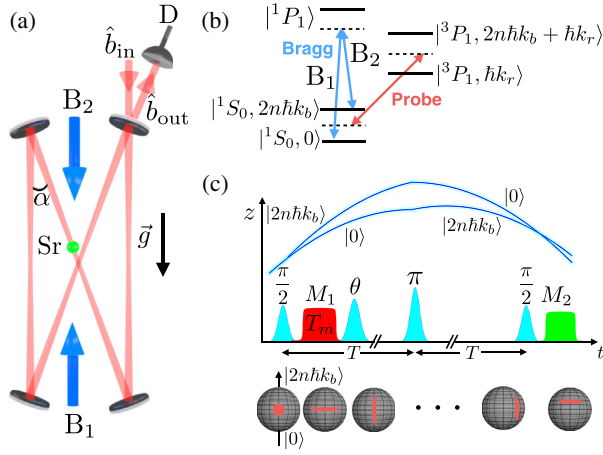 (a)
D
b̂_in
b̂_out
B₂
α
Sr
g⃗
B₁
(b)
|¹P₁⟩
|³P₁, 2nħk_b + ħk_r⟩
Bragg
B₂
B₁
|³P₁, ħk_r⟩
|¹S₀, 2nħk_b⟩
Probe
|¹S₀, 0⟩
(c)
z
|2nħk_b⟩
|0⟩
|0⟩
|2nħk_b⟩
π/2
M₁
θ
π
π/2
M₂
T_m
T
T
t
|2nħk_b⟩
|0⟩
• • •